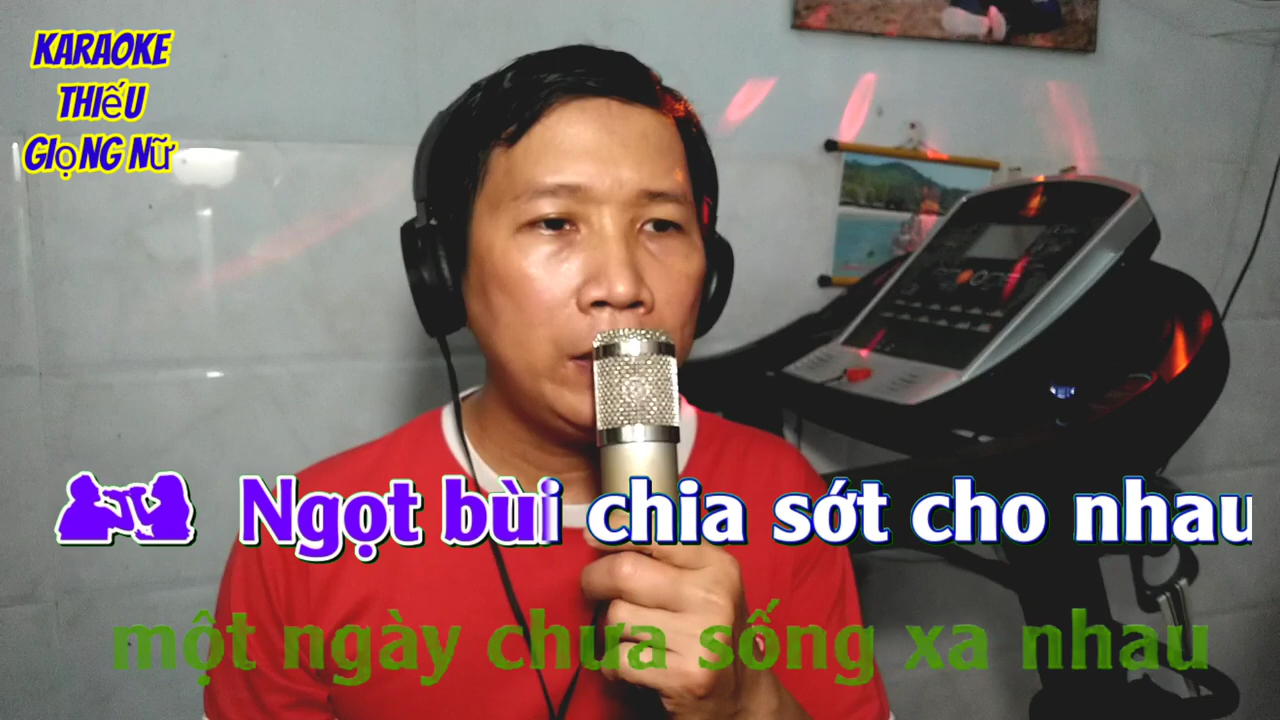 KARAOKE
THIẾU
GIỌNG NỮ
Ngọt bùi chia sớt cho nhau
một ngày chưa sống xa nhau